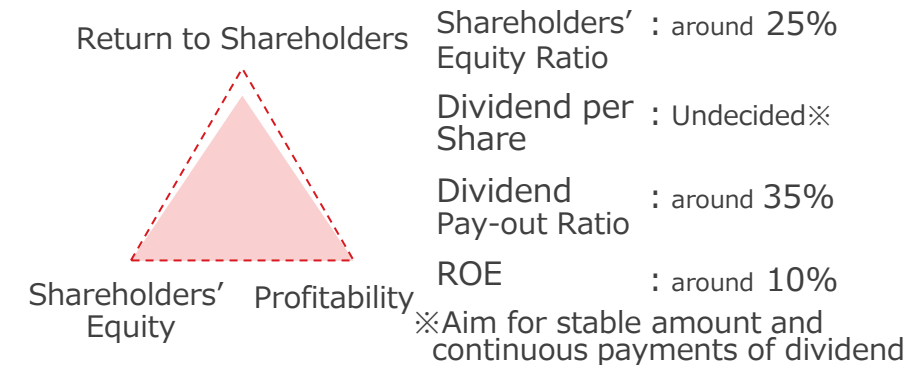 Return to Shareholders
Shareholders’
Equity
Profitability
Shareholders’ : around 25%
Equity Ratio
Dividend per : Undecided※
Share
Dividend : around 35%
Pay-out Ratio
ROE : around 10%
※Aim for stable amount and
continuous payments of dividend